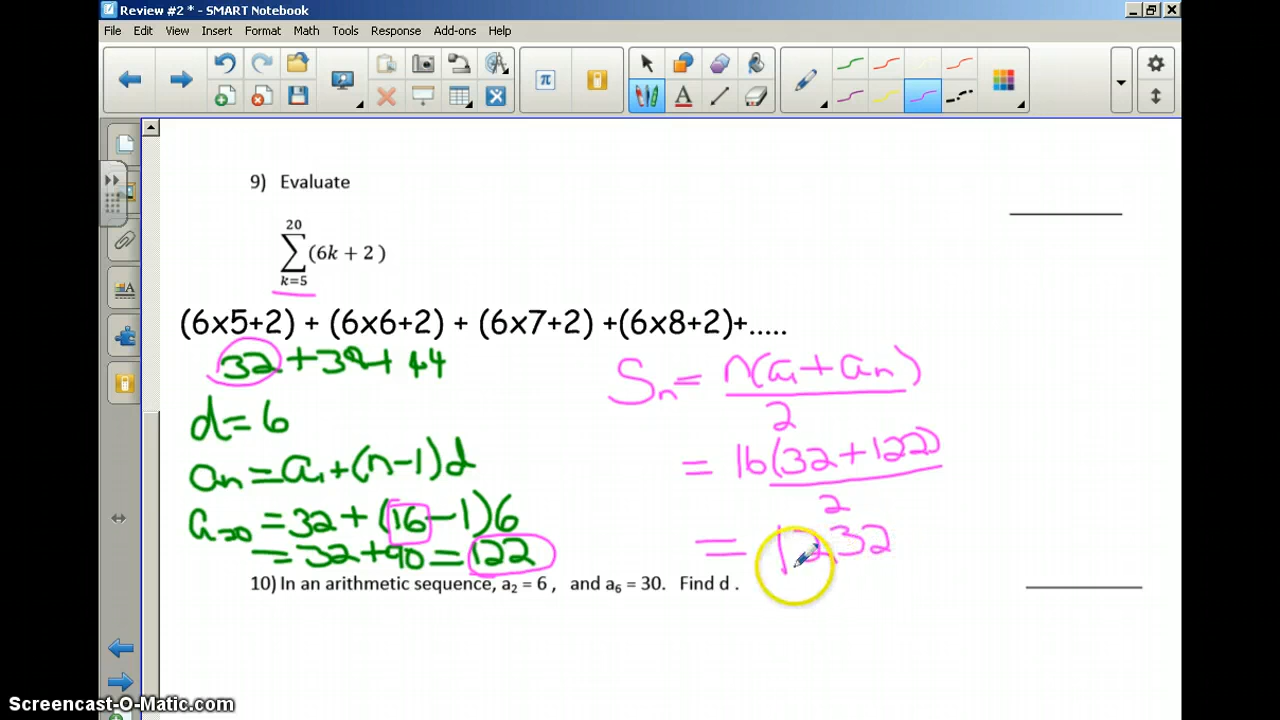 Review #2 * - SMART Notebook
File Edit View Insert Format Math Tools Response Add-ons Help
9) Evaluate
20
∑(6k + 2 )
k=5
(6x5+2) + (6x6+2) + (6x7+2) +(6x8+2)+.....
32 + 38 + 44
d = 6
an = a1 + (n-1)d
a20 = 32 + (16-1)6
= 32 + 90 = 122
Sn = n(a1 + an)
2
= 16(32 + 122)
2
= 1232
10) In an arithmetic sequence, a₂ = 6 , and a₆ = 30. Find d .
Screencast-O-Matic.com